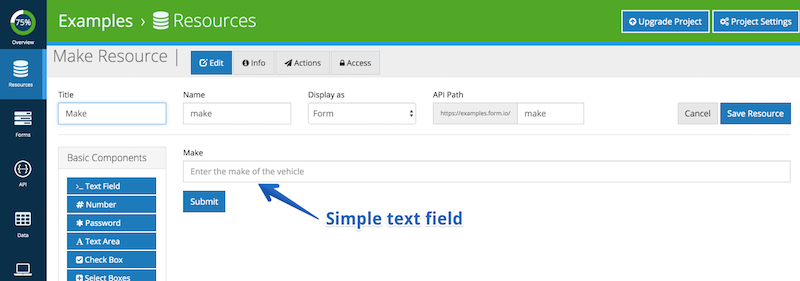 75%
Overview
Resources
Forms
API
Data
Examples › Resources
Upgrade Project
Project Settings
Make Resource |
Edit
Info
Actions
Access
Title
Name
Display as
API Path
Make
make
Form
https://examples.form.io/
make
Cancel
Save Resource
Basic Components
>_ Text Field
# Number
✱ Password
A Text Area
Check Box
Select Boxes
Make
Enter the make of the vehicle
Submit
Simple text field